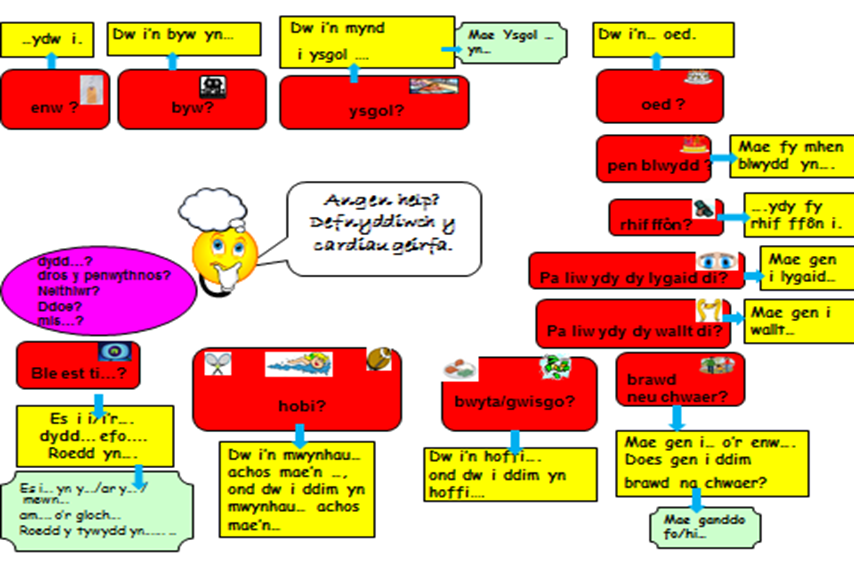 ...ydw i.
Dw i'n byw yn...
Dw i'n mynd
i ysgol ....
Mae Ysgol ...
yn...
Dw i'n... oed.
enw ?
byw?
ysgol?
oed ?
pen blwydd ?
Mae fy mhen
blwydd yn....
rhif ffôn?
....ydy fy
rhif ffôn i.
Angen help?
Defnyddiwch y
cardiau geirfa.
Pa liw ydy dy lygaid di?
Mae gen
i lygaid...
dydd...?
dros y penwythnos?
Neithiwr?
Ddoe?
mis...?
Pa liw ydy dy wallt di?
Mae gen i
wallt...
Ble est ti...?
hobi?
bwyta/gwisgo?
brawd
neu chwaer?
Es i i/i'r....
dydd... efo....
Roedd yn....
Dw i'n mwynhau...
achos mae'n ...,
ond dw i ddim yn
mwynhau... achos
mae'n...
Dw i'n hoffi....
ond dw i ddim yn
hoffi....
Mae gen i... o'r enw....
Does gen i ddim
brawd na chwaer?
Es i... yn y.../ar y.../
mewn...
am.... o'r gloch...
Roedd y tywydd yn........ ...
Mae ganddo
fo/hi...